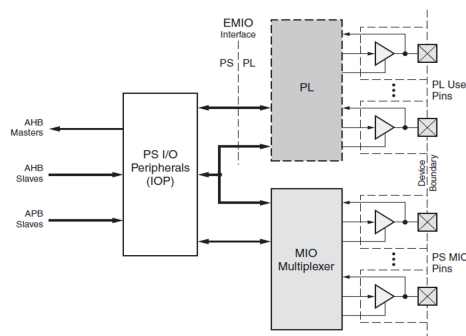 EMIO
Interface
PS
PL
PL
PL Use
Pins
AHB
Masters
AHB
Slaves
APB
Slaves
PS I/O
Peripherals
(IOP)
Device
Boundary
MIO
Multiplexer
PS MIO
Pins